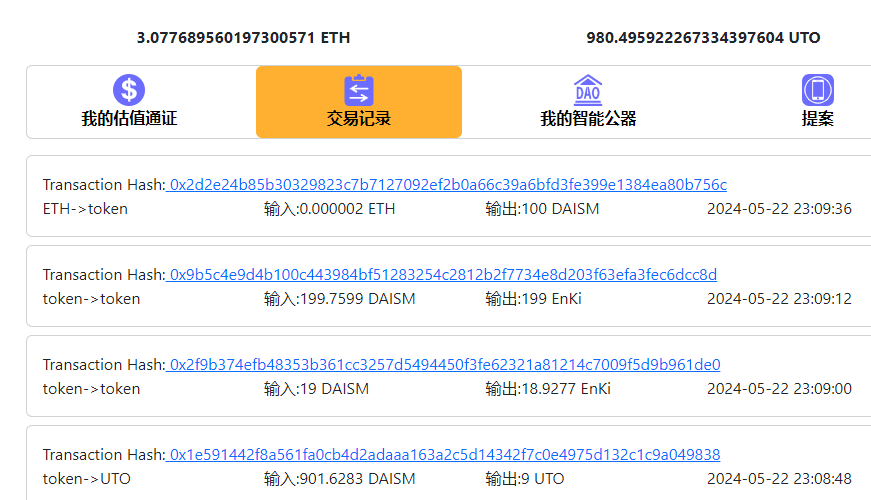 3.077689560197300571 ETH 980.495922267334397604 UTO
$ DAO
我的估值通证 交易记录 我的智能公器 提案
Transaction Hash: 0x2d2e24b85b30329823c7b7127092ef2b0a66c39a6bfd3fe399e1384ea80b756c
ETH->token 输入:0.000002 ETH 输出:100 DAISM 2024-05-22 23:09:36
Transaction Hash: 0x9b5c4e9d4b100c443984bf51283254c2812b2f7734e8d203f63efa3fec6dcc8d
token->token 输入:199.7599 DAISM 输出:199 EnKi 2024-05-22 23:09:12
Transaction Hash: 0x2f9b374efb48353b361cc3257d5494450f3fe62321a81214c7009f5d9b961de0
token->token 输入:19 DAISM 输出:18.9277 EnKi 2024-05-22 23:09:00
Transaction Hash: 0x1e591442f8a561fa0cb4d2adaaa163a2c5d14342f7c0e4975d132c1c9a049838
token->UTO 输入:901.6283 DAISM 输出:9 UTO 2024-05-22 23:08:48